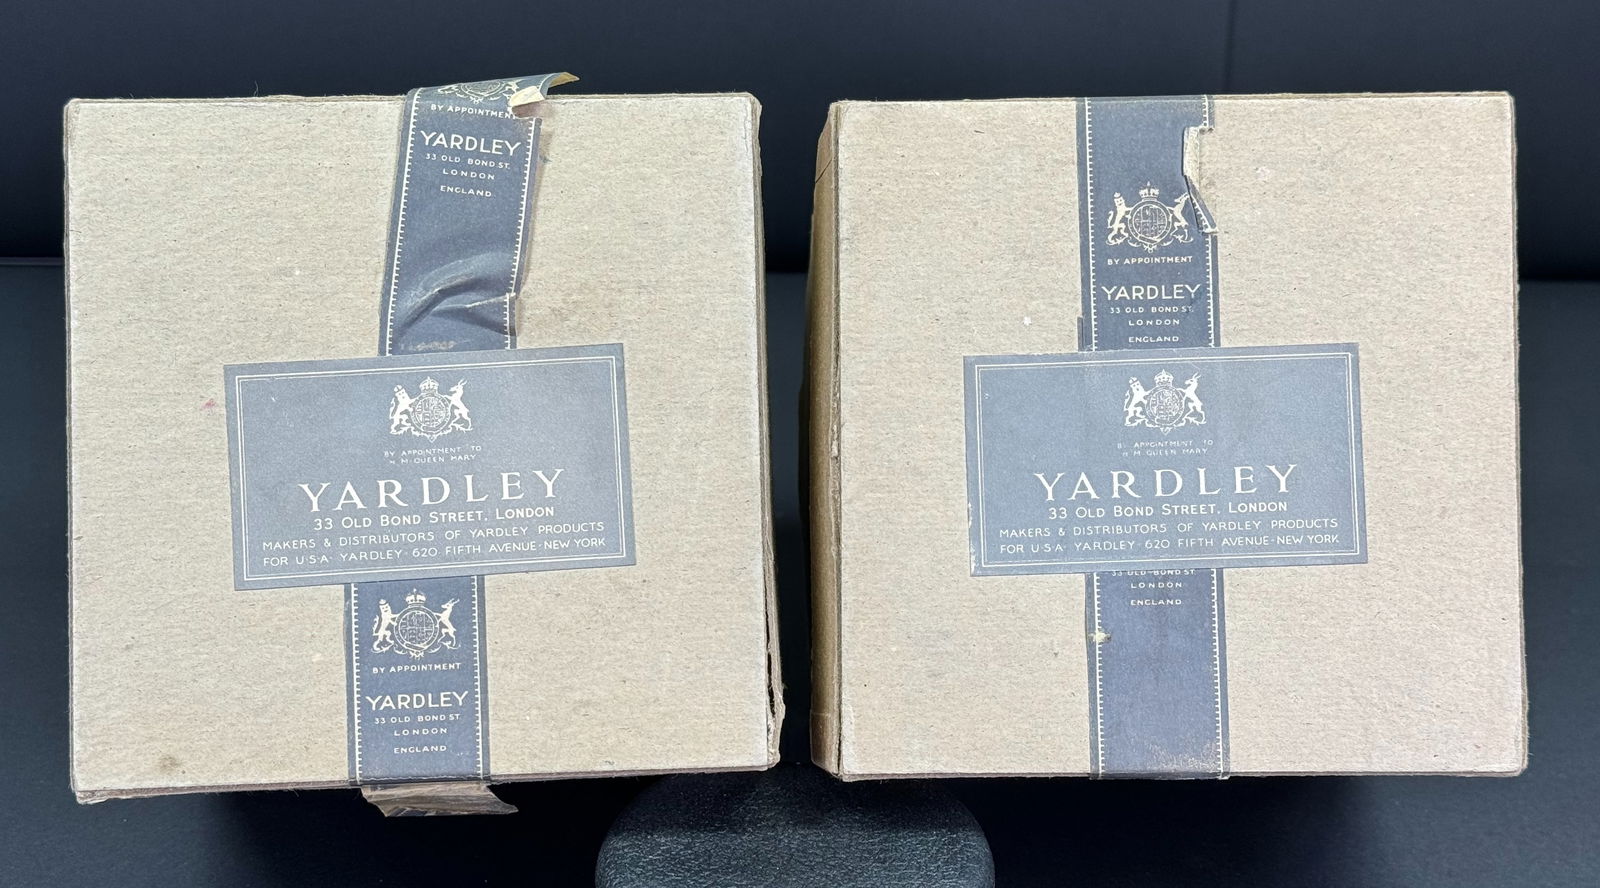 BY APPOINTMENT
YARDLEY
33 OLD BOND ST.
LONDON
ENGLAND
BY APPOINTMENT TO
H M QUEEN MARY
YARDLEY
33 OLD BOND STREET, LONDON
MAKERS & DISTRIBUTORS OF YARDLEY PRODUCTS
FOR U·S·A· YARDLEY - 620 FIFTH AVENUE - NEW YORK
BY APPOINTMENT
YARDLEY
33 OLD BOND ST
LONDON
ENGLAND
BY APPOINTMENT
YARDLEY
33 OLD BOND ST.
LONDON
ENGLAND
BY APPOINTMENT TO
H M QUEEN MARY
YARDLEY
33 OLD BOND STREET, LONDON
MAKERS & DISTRIBUTORS OF YARDLEY PRODUCTS
FOR U·S·A· YARDLEY - 620 FIFTH AVENUE - NEW YORK
33 OLD BOND ST.
LONDON
ENGLAND